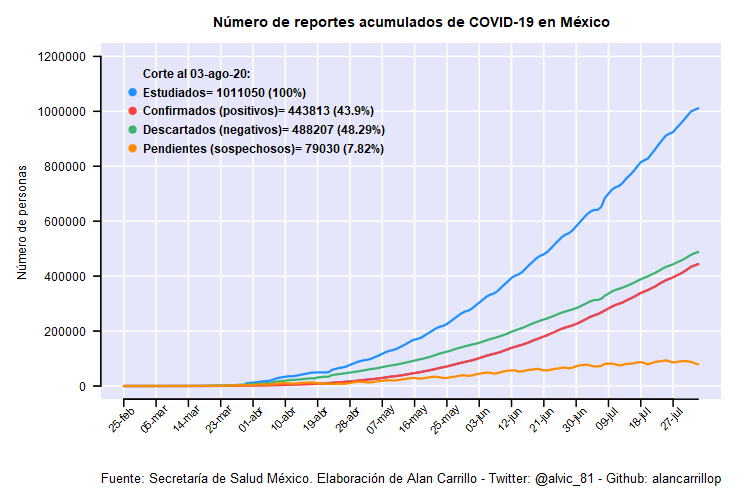 Número de reportes acumulados de COVID-19 en México
Número de personas
1200000
1000000
800000
600000
400000
200000
0
Corte al 03-ago-20:
Estudiados= 1011050 (100%)
Confirmados (positivos)= 443813 (43.9%)
Descartados (negativos)= 488207 (48.29%)
Pendientes (sospechosos)= 79030 (7.82%)
25-feb
05-mar
14-mar
23-mar
01-abr
10-abr
19-abr
28-abr
07-may
16-may
25-may
03-jun
12-jun
21-jun
30-jun
09-jul
18-jul
27-jul
Fuente: Secretaría de Salud México. Elaboración de Alan Carrillo - Twitter: @alvic_81 - Github: alancarrillop